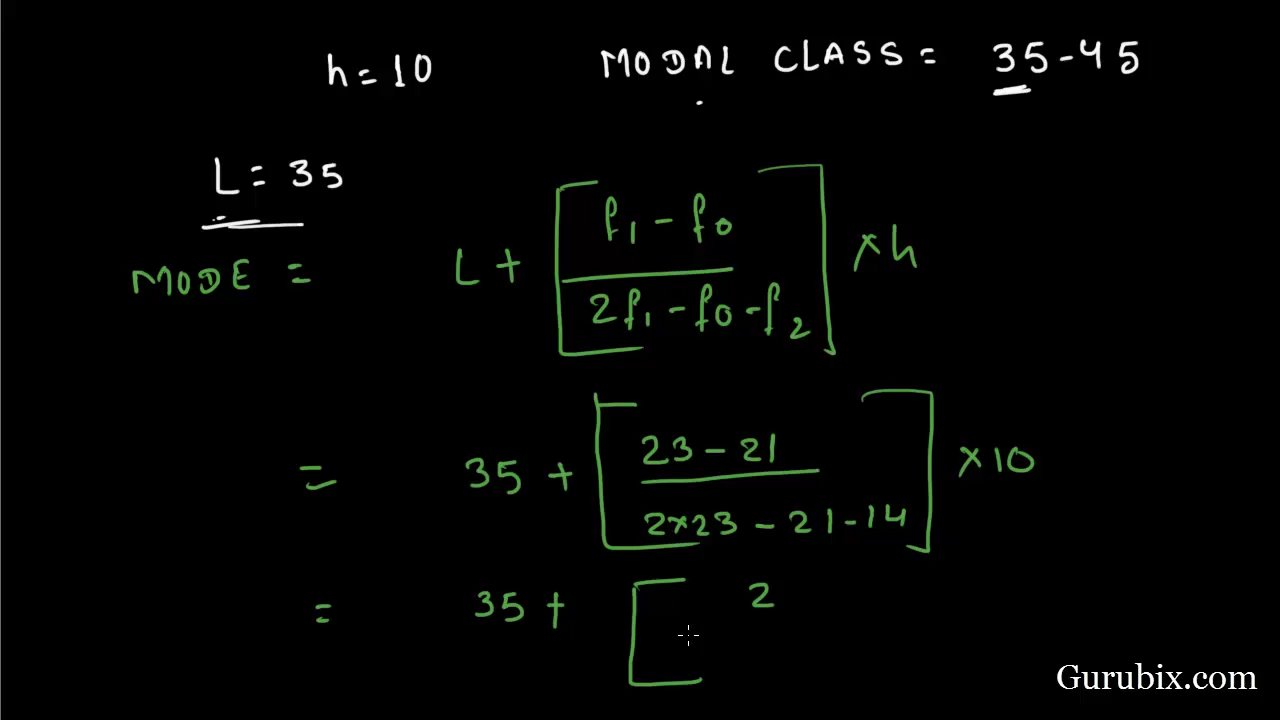 h = 10 MODAL CLASS = 35 - 45
L = 35
MODE = L + [ f1 - f0 / 2f1 - f0 - f2 ] × h
= 35 + [ 23 - 21 / 2×23 - 21 - 14 ] × 10
= 35 + [ 2
Gurubix.com